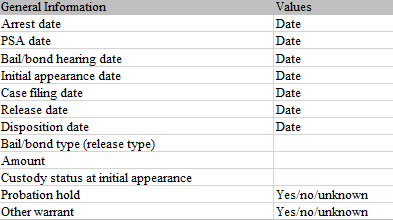 General Information Values
Arrest date Date
PSA date Date
Bail/bond hearing date Date
Initial appearance date Date
Case filing date Date
Release date Date
Disposition date Date
Bail/bond type (release type)
Amount
Custody status at initial appearance
Probation hold Yes/no/unknown
Other warrant Yes/no/unknown